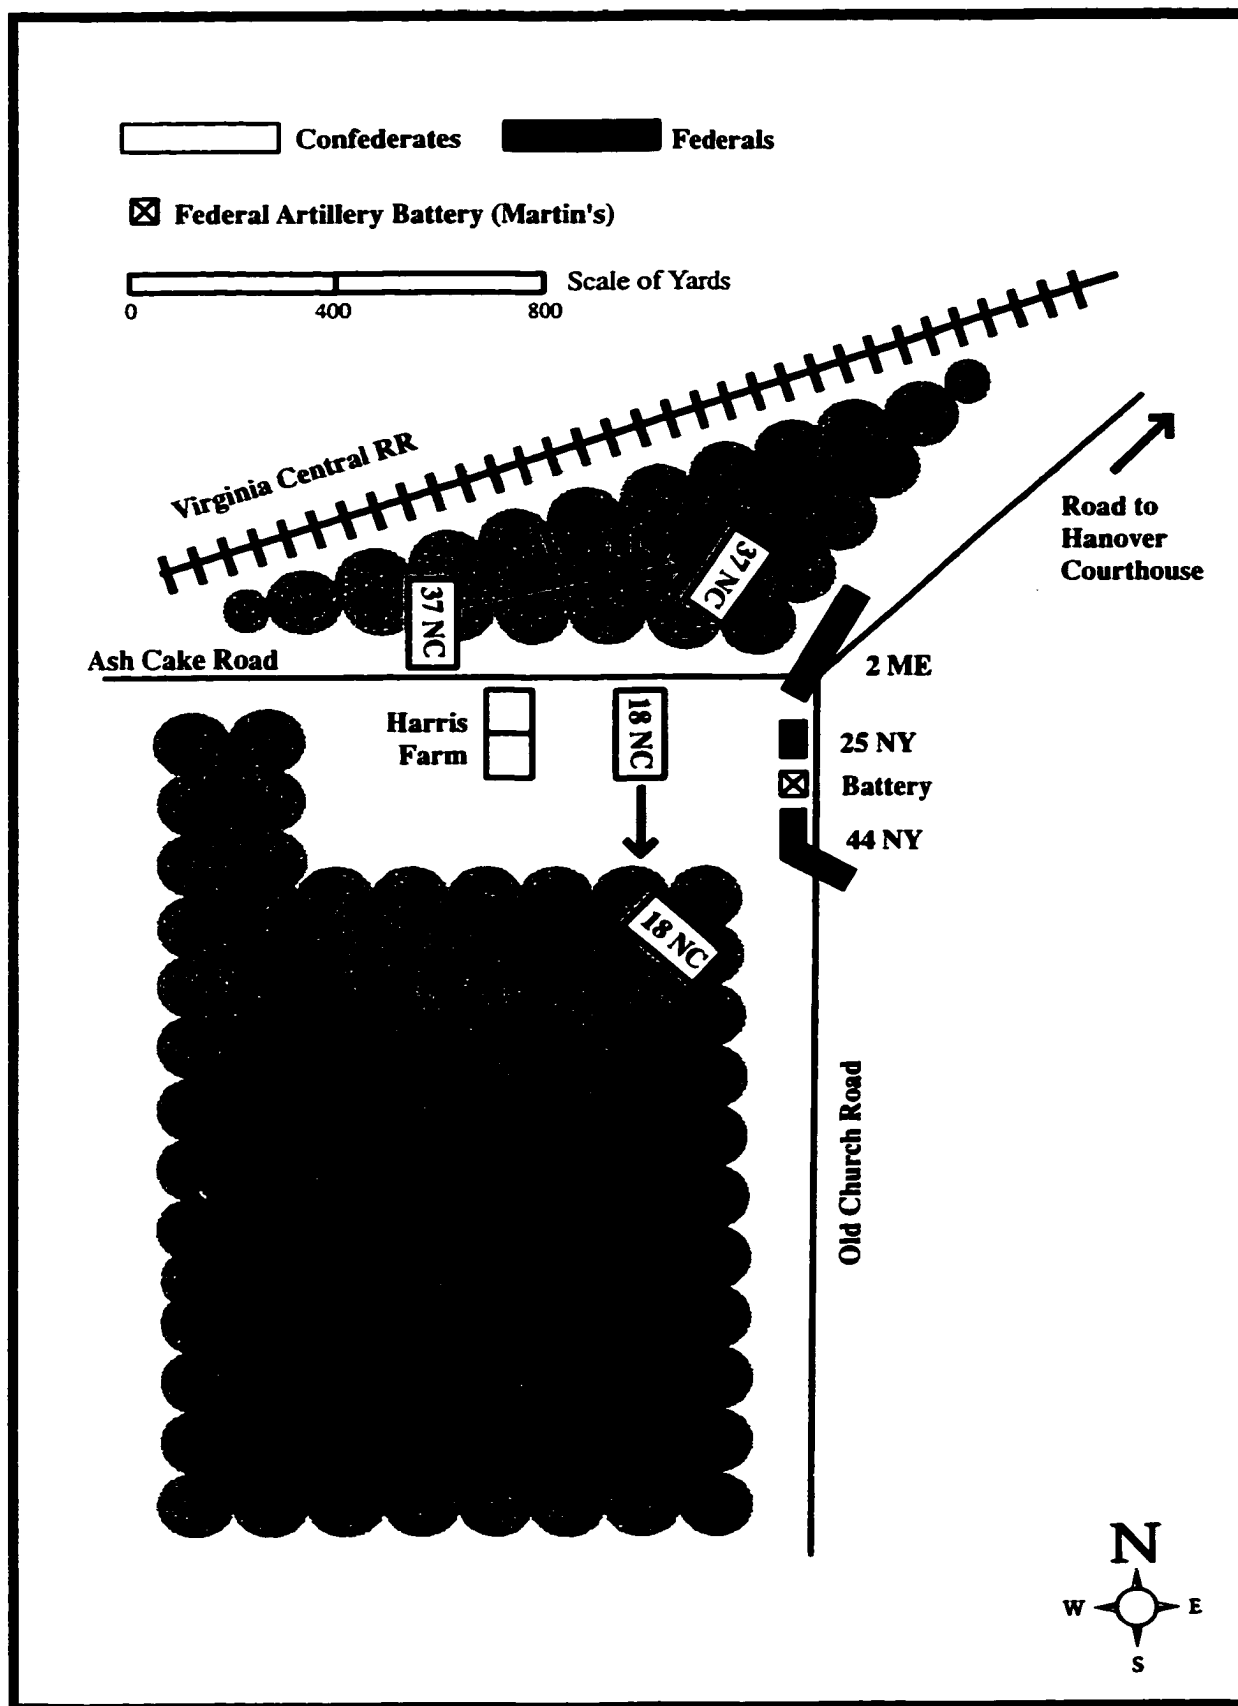 Confederates
Federals
Federal Artillery Battery (Martin's)
Scale of Yards
0 400 800
Virginia Central RR
Road to
Hanover
Courthouse
37 NC
37 NC
Ash Cake Road
2 ME
Harris
Farm
18 NC
25 NY
Battery
44 NY
18 NC
Old Church Road
N
W E
S